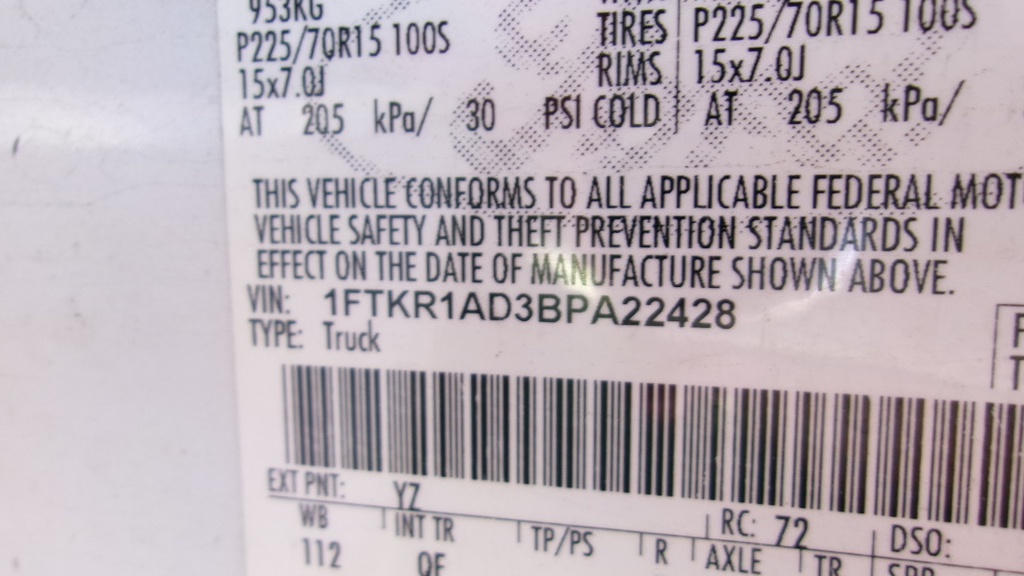 953KG
P225/70R15 100S TIRES P225/70R15 100S
15x7.0J RIMS 15x7.0J
AT 205 kPa/ 30 PSI COLD AT 205 kPa/
THIS VEHICLE CONFORMS TO ALL APPLICABLE FEDERAL MOT
VEHICLE SAFETY AND THEFT PREVENTION STANDARDS IN
EFFECT ON THE DATE OF MANUFACTURE SHOWN ABOVE.
VIN: 1FTKR1AD3BPA22428
TYPE: Truck
EXT PNT: YZ RC: 72 DSO:
WB INT TR TP/PS R AXLE TR
112 QF